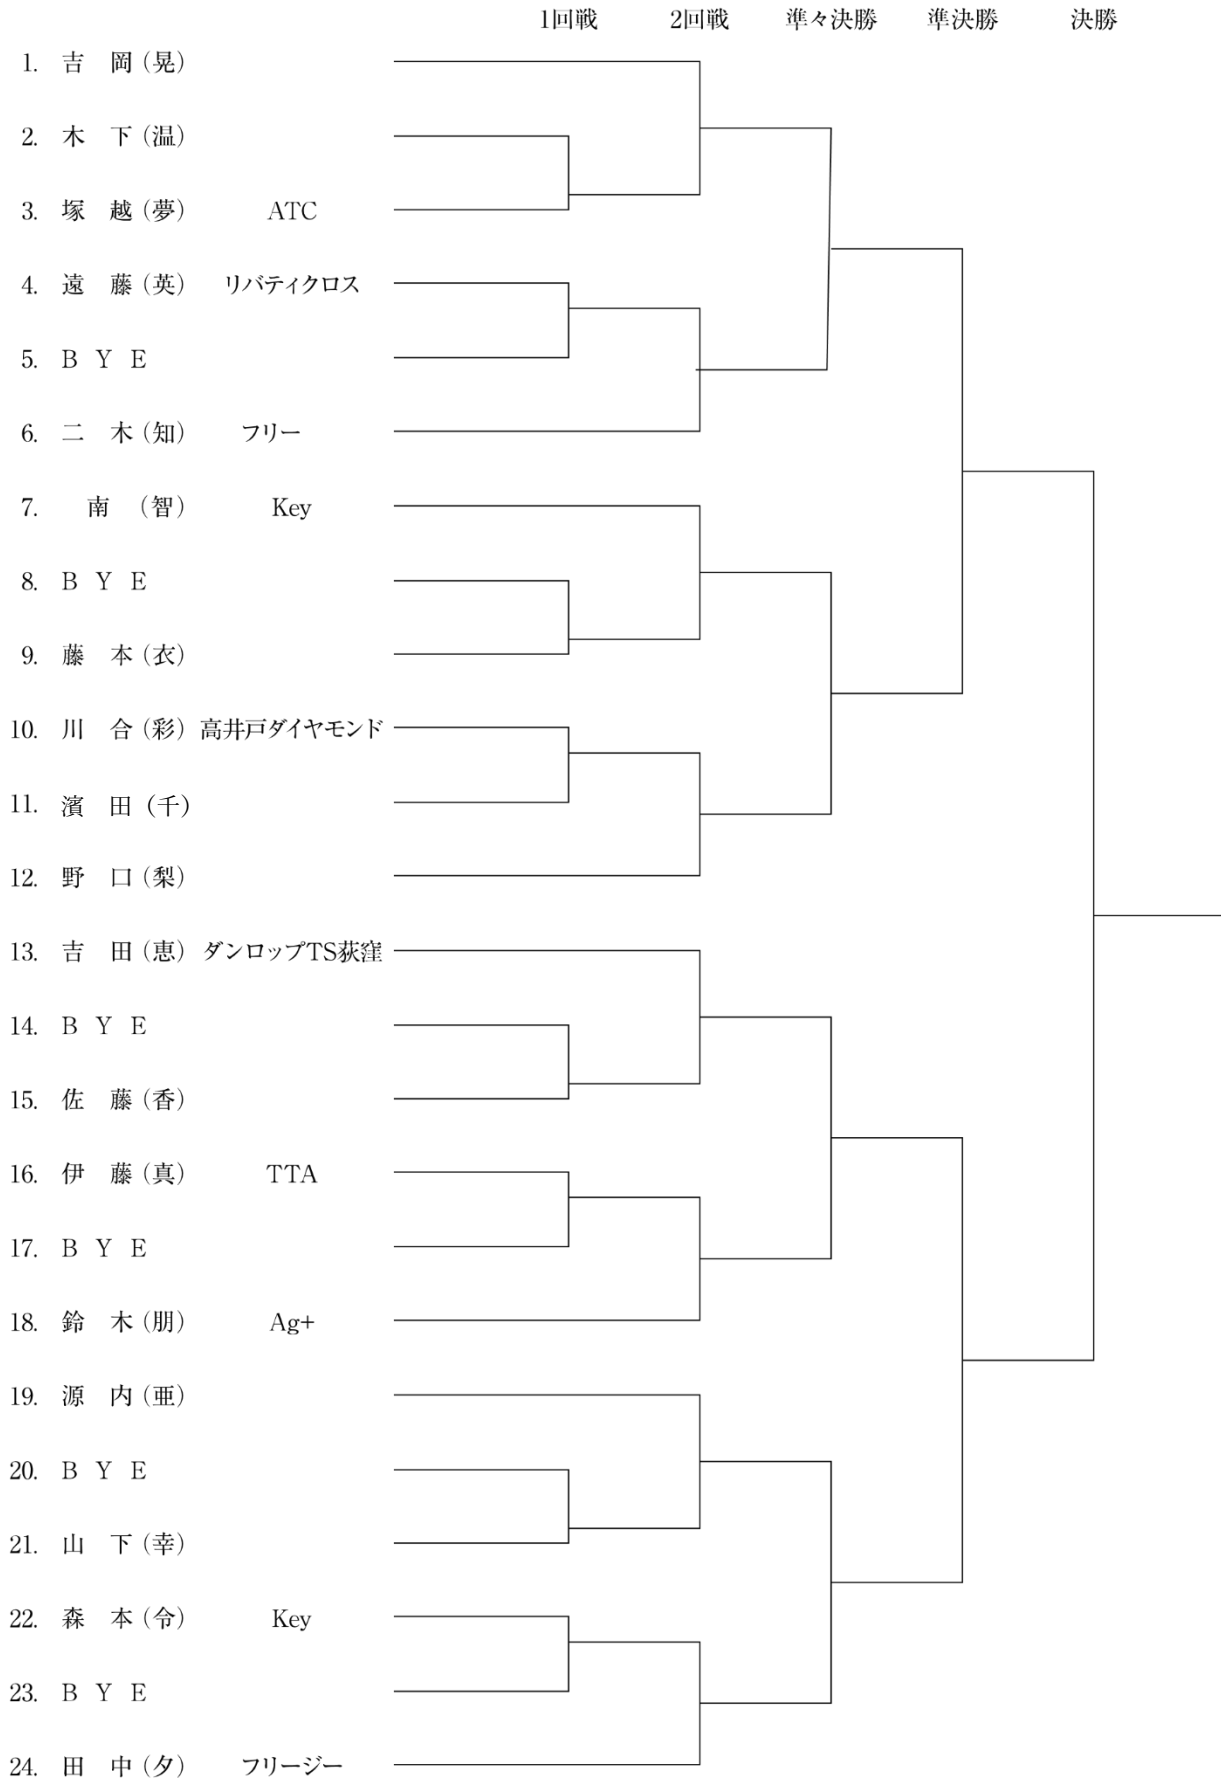 1回戦 2回戦 準々決勝 準決勝 決勝
1. 吉 岡（晃）
2. 木 下（温）
3. 塚 越（夢） ATC
4. 遠 藤（英） リバティクロス
5. B Y E
6. 二 木（知） フリー
7. 南 （智） Key
8. B Y E
9. 藤 本（衣）
10. 川 合（彩） 高井戸ダイヤモンド
11. 濱 田（千）
12. 野 口（梨）
13. 吉 田（恵） ダンロップTS荻窪
14. B Y E
15. 佐 藤（香）
16. 伊 藤（真） TTA
17. B Y E
18. 鈴 木（朋） Ag+
19. 源 内（亜）
20. B Y E
21. 山 下（幸）
22. 森 本（令） Key
23. B Y E
24. 田 中（夕） フリージー